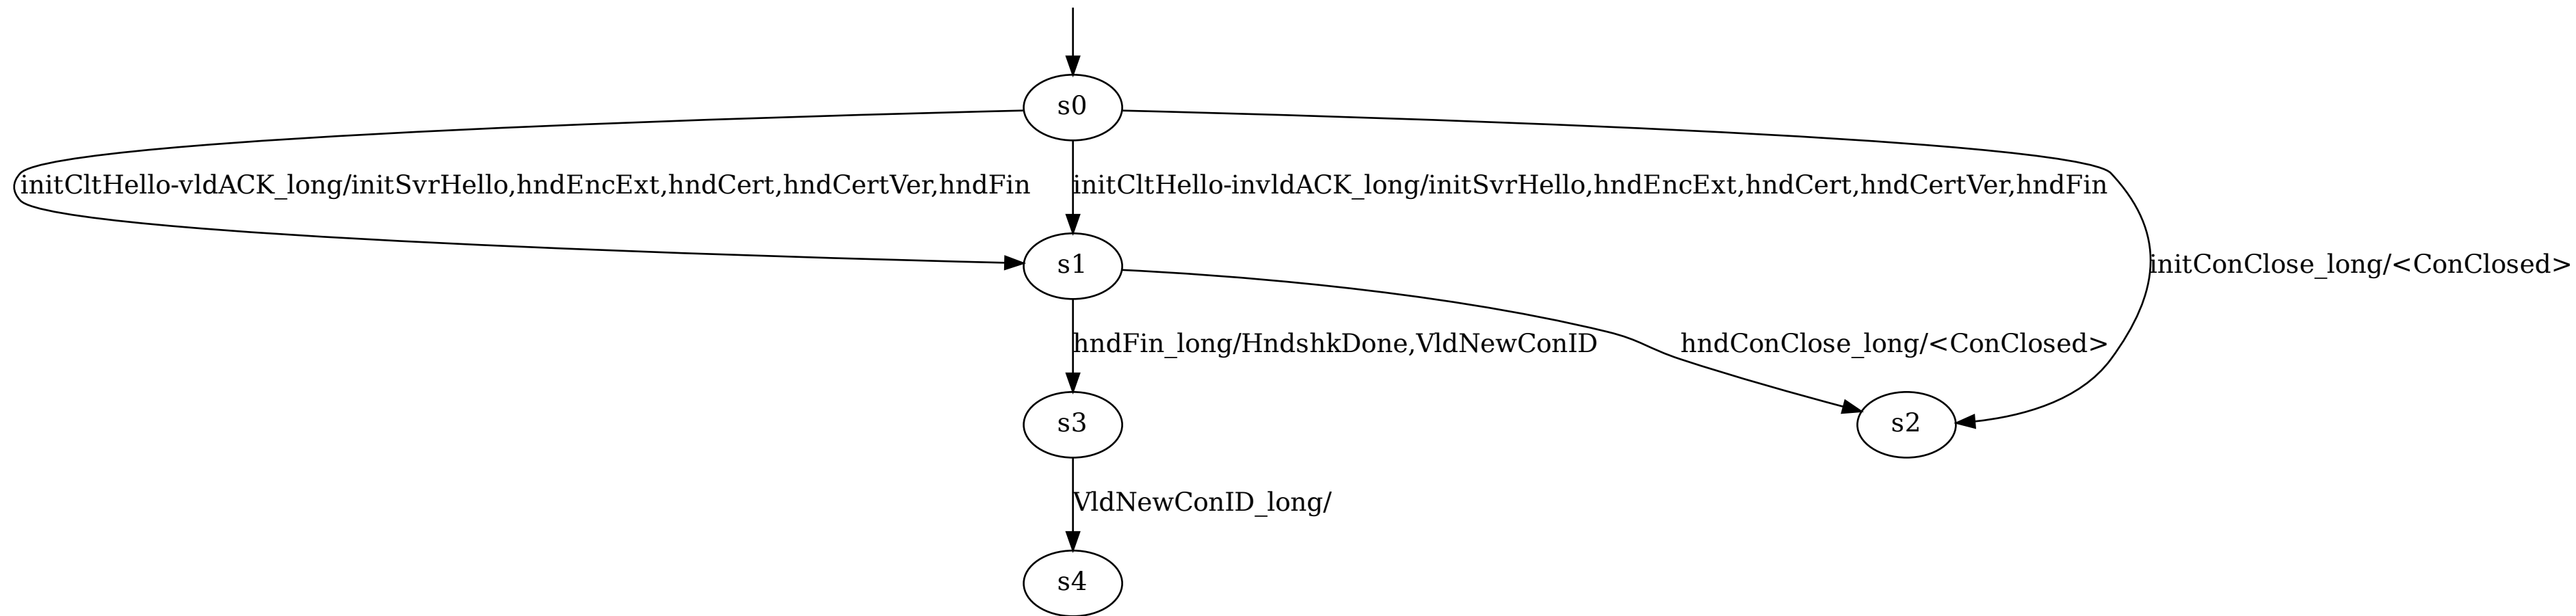 s0
initCltHello-vldACK_long/initSvrHello,hndEncExt,hndCert,hndCertVer,hndFin
initCltHello-invldACK_long/initSvrHello,hndEncExt,hndCert,hndCertVer,hndFin
s1
initConClose_long/<ConClosed>
hndFin_long/HndshkDone,VldNewConID
hndConClose_long/<ConClosed>
s3
s2
VldNewConID_long/
s4